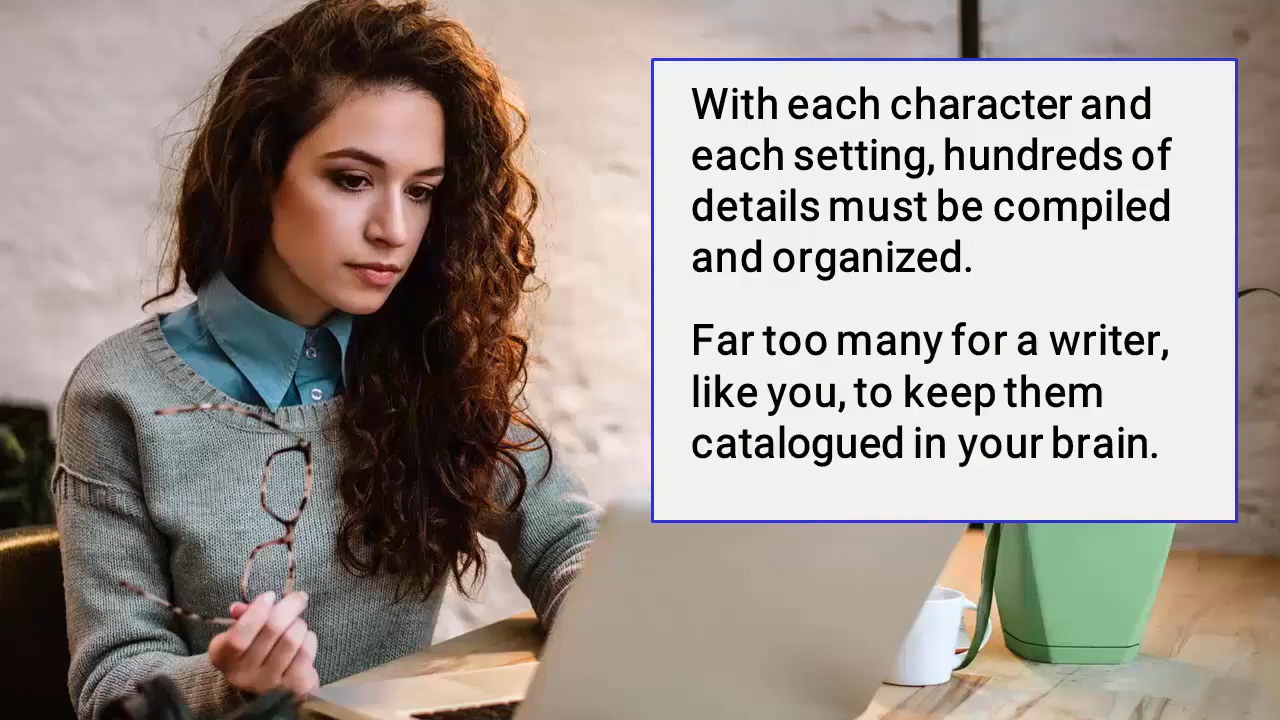 With each character and
each setting, hundreds of
details must be compiled
and organized.
Far too many for a writer,
like you, to keep them
catalogued in your brain.